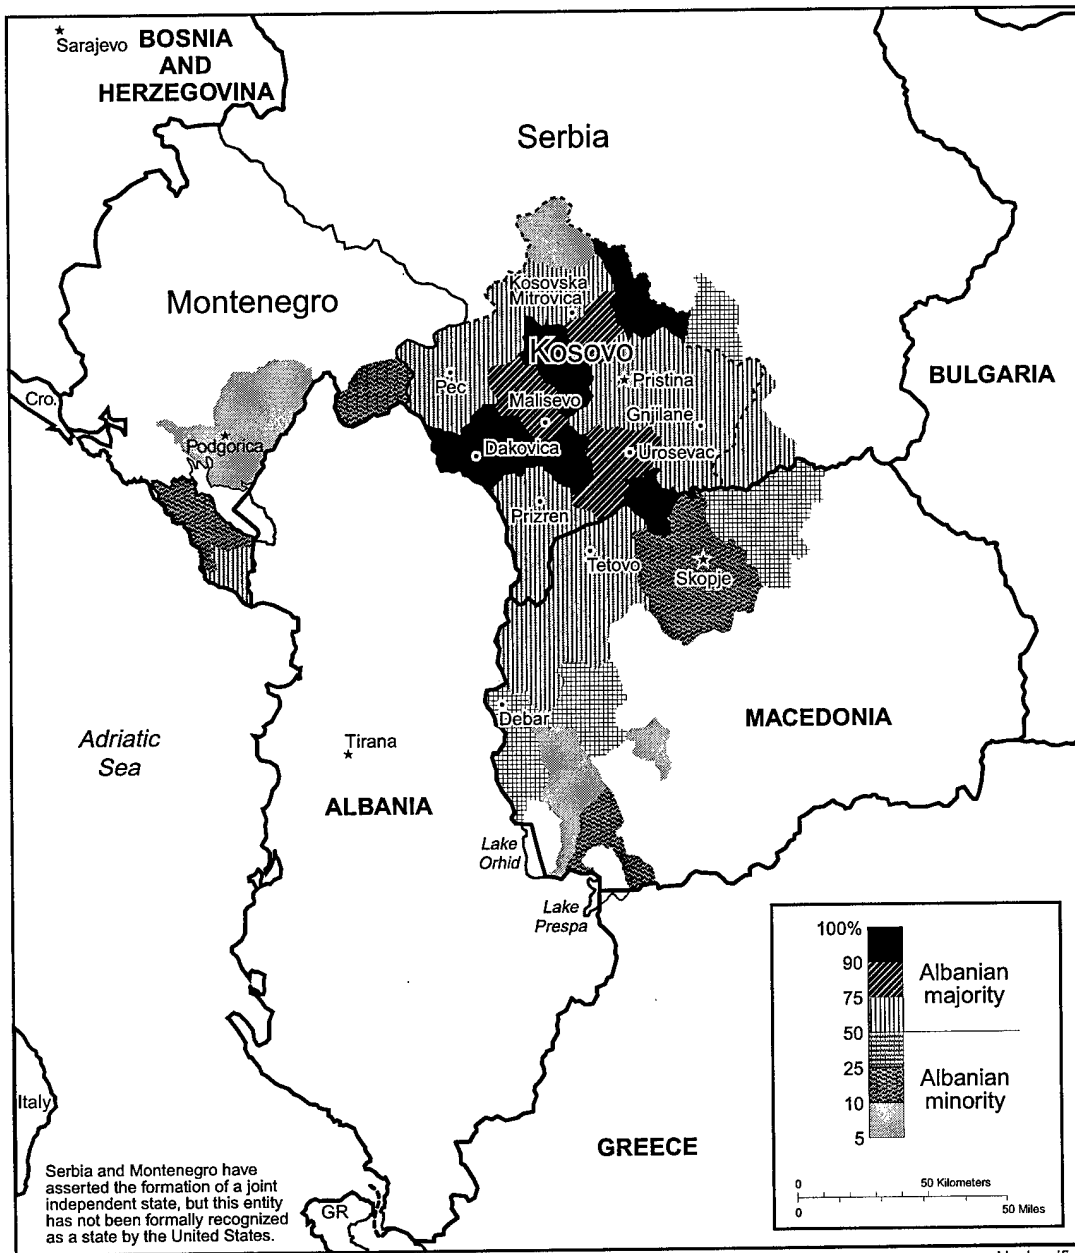 Sarajevo
BOSNIA
AND
HERZEGOVINA
Serbia
Montenegro
Kosovska
Mitrovica
Kosovo
Pristina
Pec
Malisevo
Gnjilane
BULGARIA
Cro.
Podgorica
Dakovica
Urosevac
Prizren
Tetovo
Skopje
Debar
MACEDONIA
Adriatic
Sea
Tirana
ALBANIA
Lake
Orhid
Lake
Prespa
100%
90
75
50
25
10
5
Albanian
majority
Albanian
minority
0 50 Kilometers
0 50 Miles
Italy
GREECE
Serbia and Montenegro have
asserted the formation of a joint
independent state, but this entity
has not been formally recognized
as a state by the United States.
GR